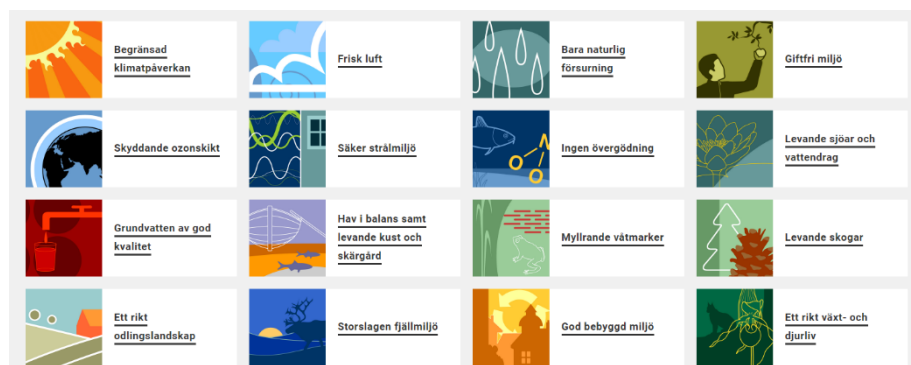 Begränsad
klimatpåverkan
Frisk luft
Bara naturlig
försurning
Giftfri miljö
Skyddande ozonskikt
Säker strålmiljö
Ingen övergödning
Levande sjöar och
vattendrag
Grundvatten av god
kvalitet
Hav i balans samt
levande kust och
skärgård
Myllrande våtmarker
Levande skogar
Ett rikt
odlingslandskap
Storslagen fjällmiljö
God bebyggd miljö
Ett rikt växt- och
djurliv
N
O
O